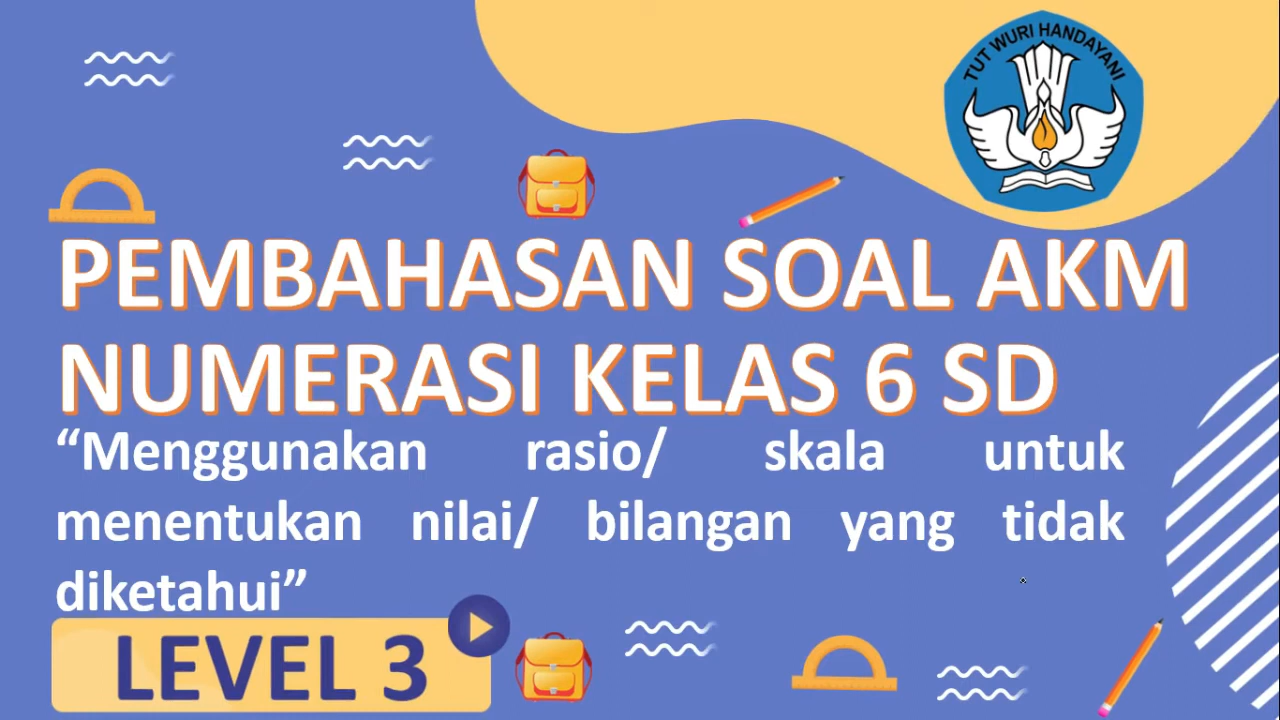 TUT WURI HANDAYANI
PEMBAHASAN SOAL AKM
NUMERASI KELAS 6 SD
“Menggunakan rasio/ skala untuk
menentukan nilai/ bilangan yang tidak
diketahui”
LEVEL 3